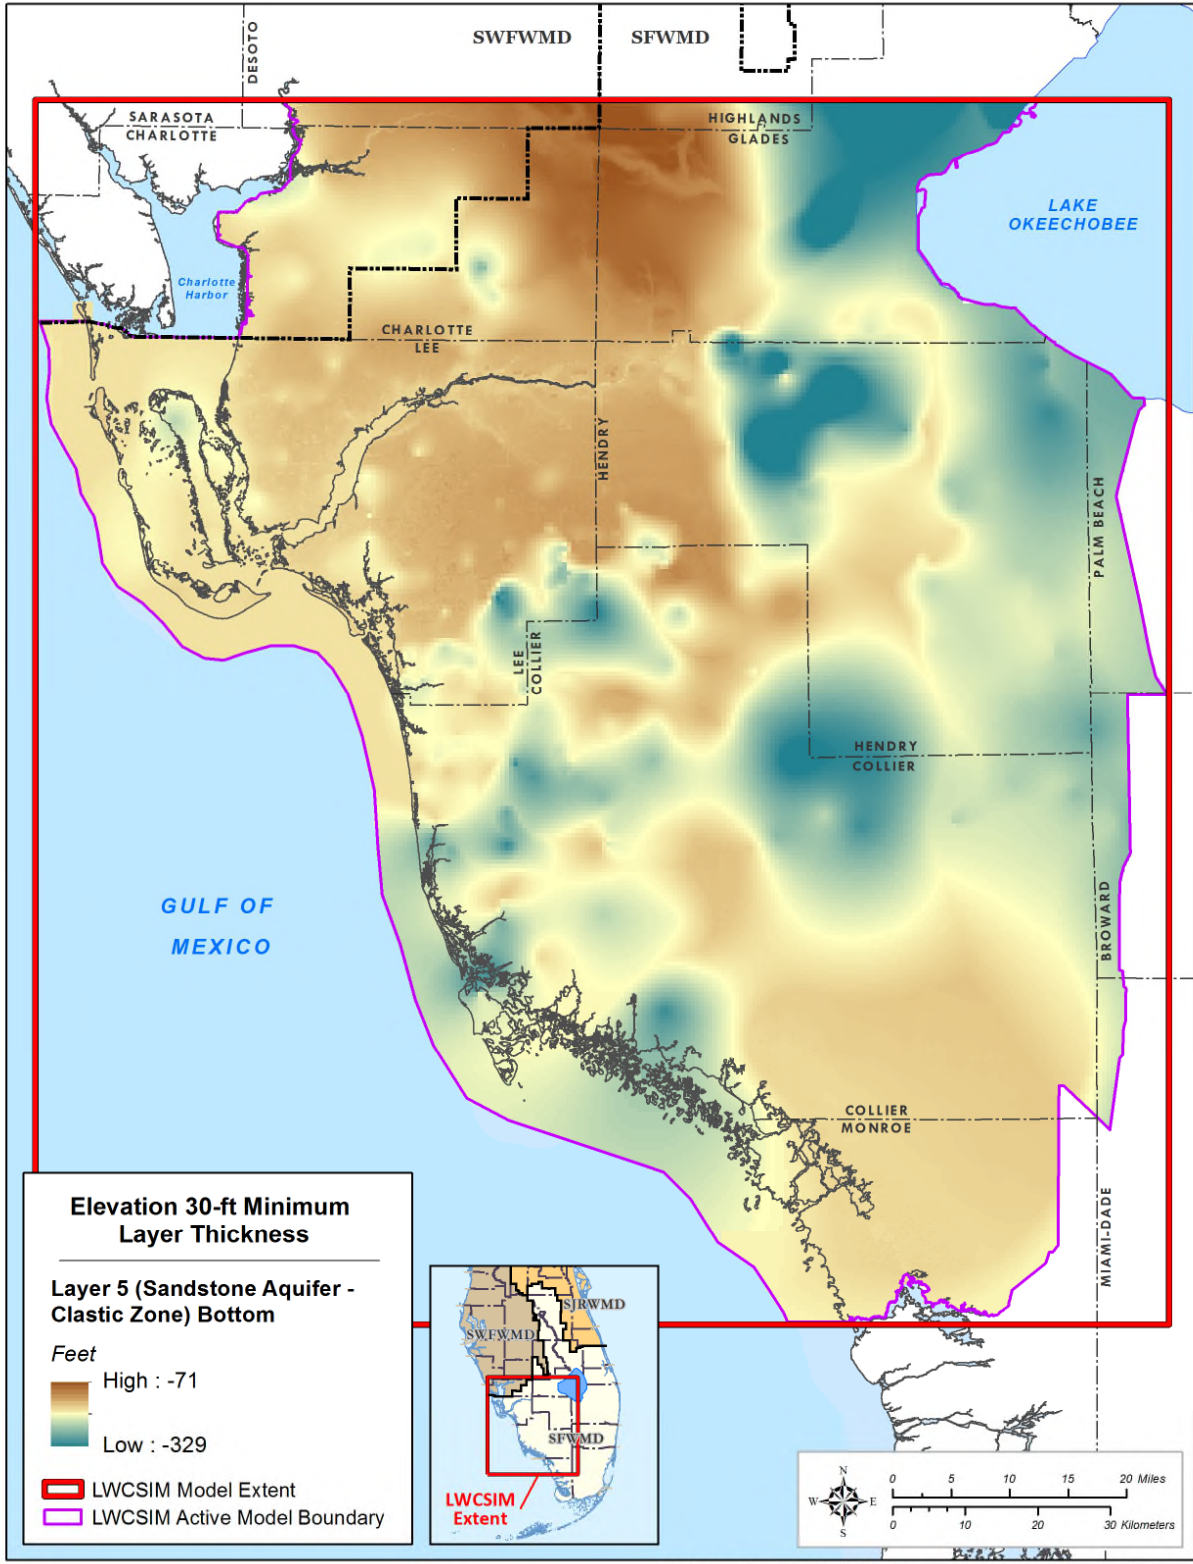 DESOTO
SWFWMD
SFWMD
SARASOTA
CHARLOTTE
HIGHLANDS
GLADES
LAKE
OKEECHOBEE
Charlotte
Harbor
CHARLOTTE
LEE
HENDRY
PALM BEACH
LEE
COLLIER
HENDRY
COLLIER
GULF OF
MEXICO
BROWARD
COLLIER
MONROE
MIAMI-DADE
Elevation 30-ft Minimum
Layer Thickness
Layer 5 (Sandstone Aquifer -
Clastic Zone) Bottom
Feet
High : -71
Low : -329
LWCSIM Model Extent
LWCSIM Active Model Boundary
SJRWMD
SWFWMD
SFWMD
LWCSIM
Extent
N
W
E
S
0 5 10 15 20 Miles
0 10 20 30 Kilometers